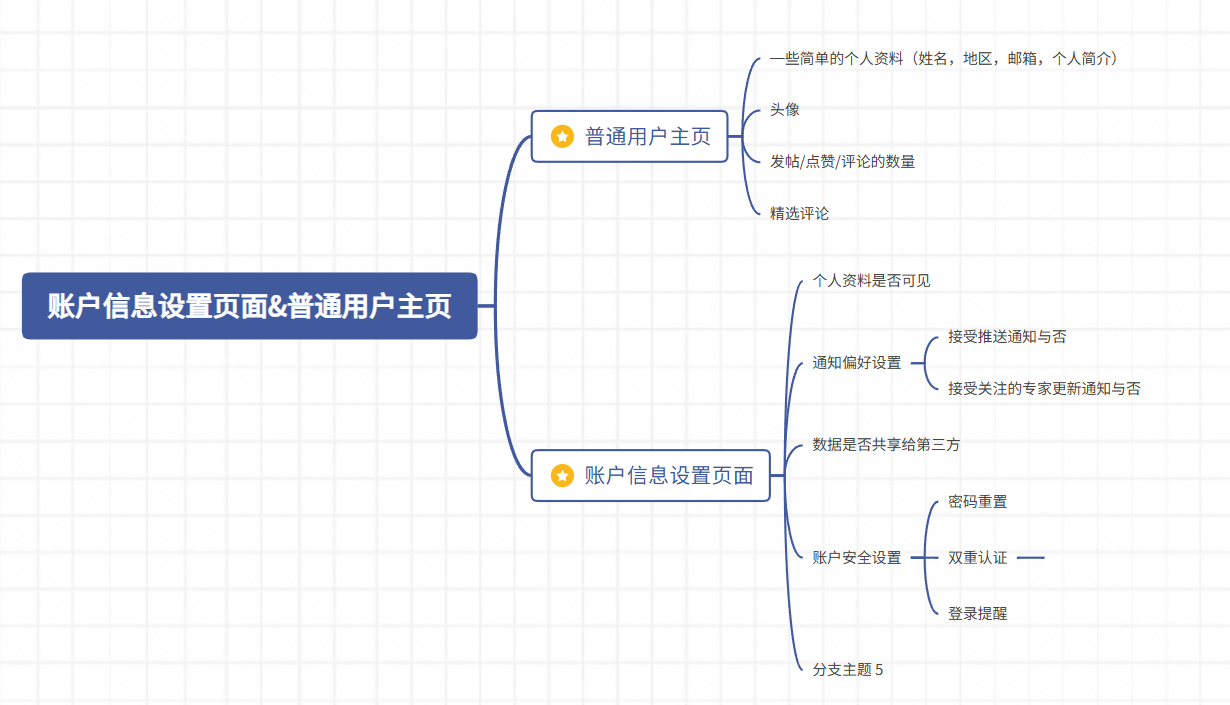 账户信息设置页面&普通用户主页
普通用户主页
一些简单的个人资料（姓名，地区，邮箱，个人简介）
头像
发帖/点赞/评论的数量
精选评论
账户信息设置页面
个人资料是否可见
通知偏好设置
接受推送通知与否
接受关注的专家更新通知与否
数据是否共享给第三方
账户安全设置
密码重置
双重认证
登录提醒
分支主题 5